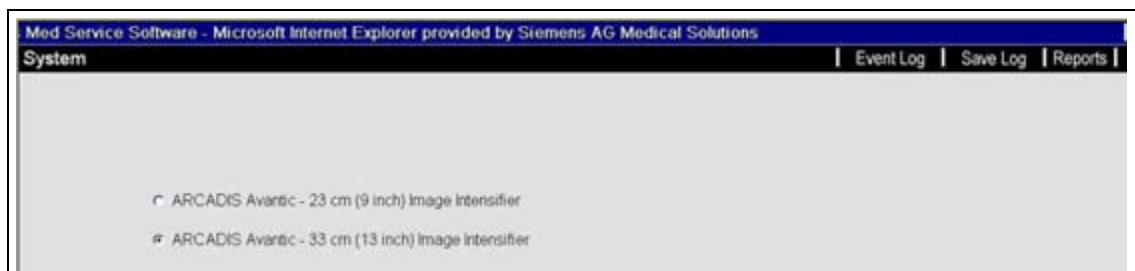 Med Service Software - Microsoft Internet Explorer provided by Siemens AG Medical Solutions
System | Event Log | Save Log | Reports |
ARCADIS Avantic - 23 cm (9 inch) Image Intensifier
ARCADIS Avantic - 33 cm (13 inch) Image Intensifier